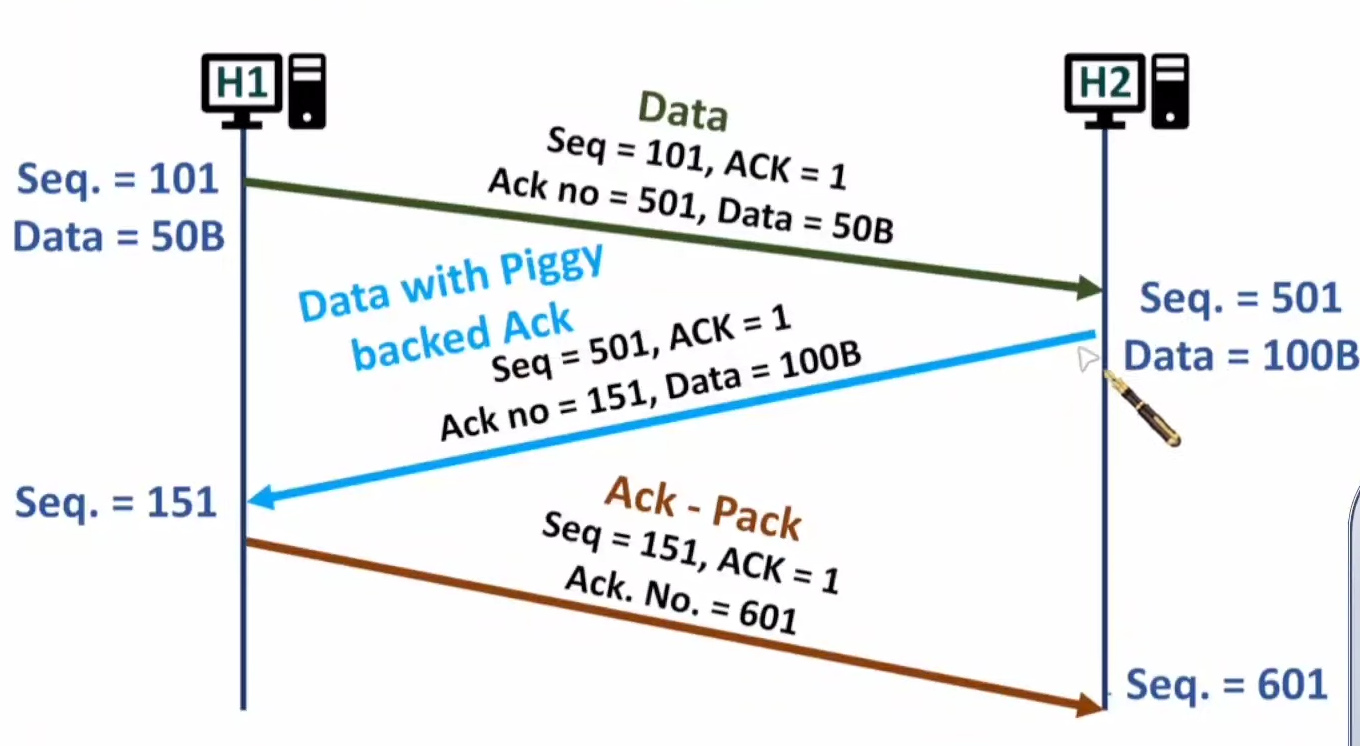 H1
H2
Data
Seq = 101, ACK = 1
Ack no = 501, Data = 50B
Seq. = 101
Data = 50B
Data with Piggy
backed Ack
Seq = 501, ACK = 1
Ack no = 151, Data = 100B
Seq. = 501
Data = 100B
Seq. = 151
Ack - Pack
Seq = 151, ACK = 1
Ack. No. = 601
Seq. = 601